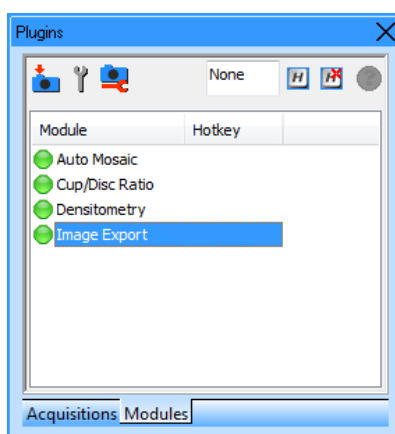 Plugins
None
H H
Module Hotkey
Auto Mosaic
Cup/Disc Ratio
Densitometry
Image Export
Acquisitions Modules